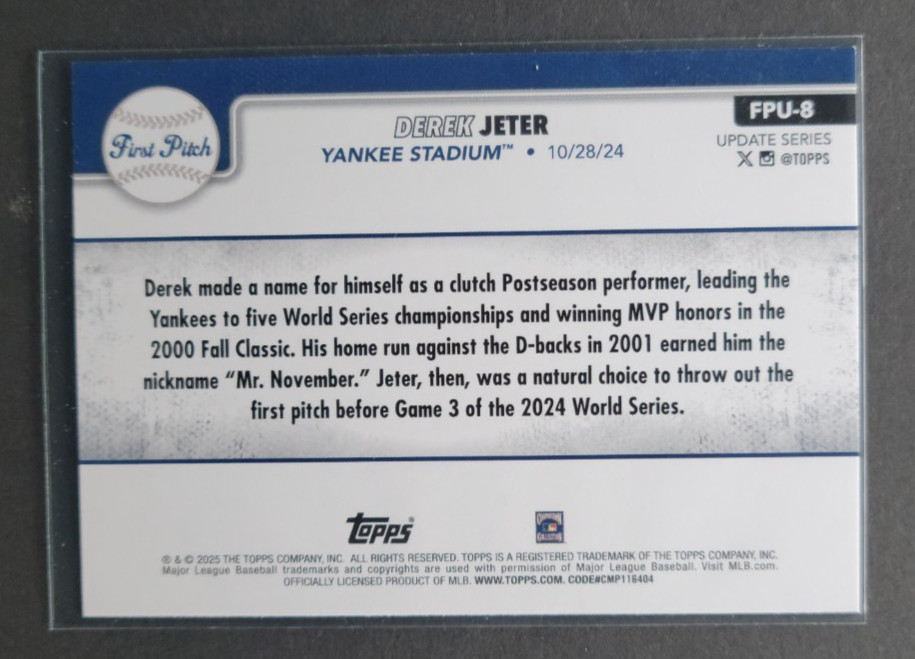 First Pitch
DEREK JETER
YANKEE STADIUM™ • 10/28/24
FPU-8
UPDATE SERIES
@TOPPS
Derek made a name for himself as a clutch Postseason performer, leading the
Yankees to five World Series championships and winning MVP honors in the
2000 Fall Classic. His home run against the D-backs in 2001 earned him the
nickname “Mr. November.” Jeter, then, was a natural choice to throw out the
first pitch before Game 3 of the 2024 World Series.
Topps®
® & © 2025 THE TOPPS COMPANY, INC. ALL RIGHTS RESERVED. TOPPS IS A REGISTERED TRADEMARK OF THE TOPPS COMPANY, INC.
Major League Baseball trademarks and copyrights are used with permission of Major League Baseball. Visit MLB.com.
OFFICIALLY LICENSED PRODUCT OF MLB. WWW.TOPPS.COM. CODE#CMP116404